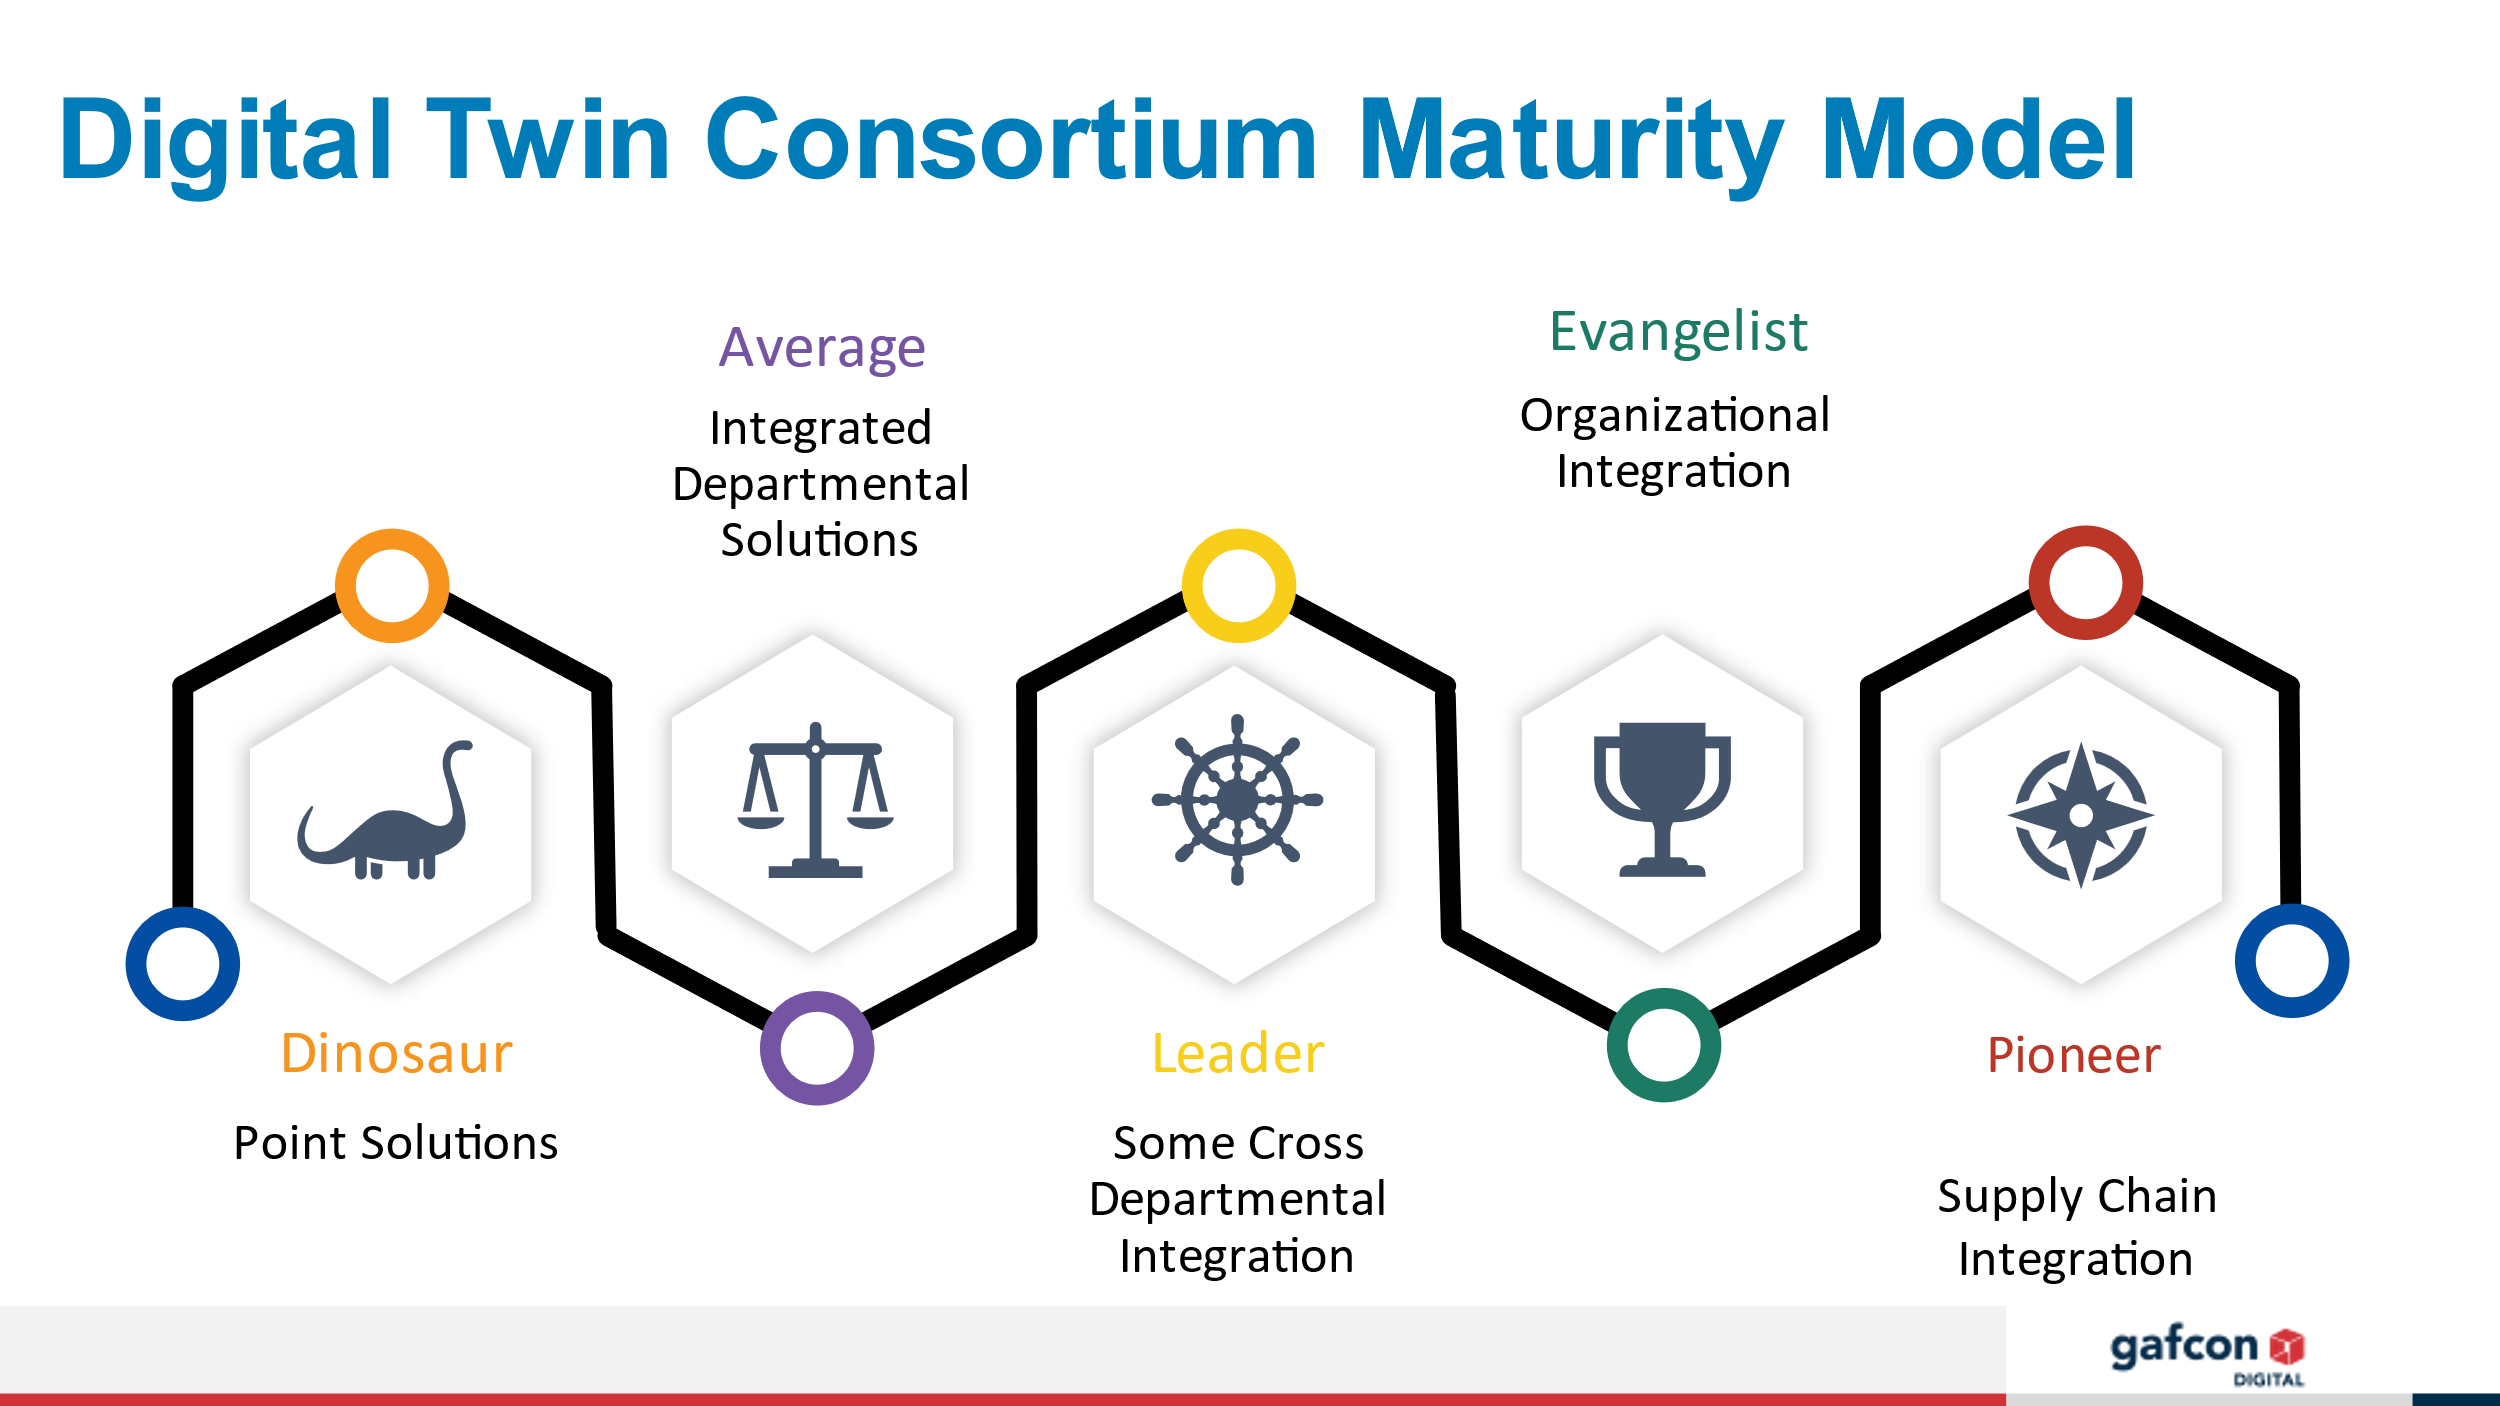 Digital Twin Consortium Maturity Model
Dinosaur
Point Solutions
Average
Integrated
Departmental
Solutions
Leader
Some Cross
Departmental
Integration
Evangelist
Organizational
Integration
Pioneer
Supply Chain
Integration
gafcon
DIGITAL